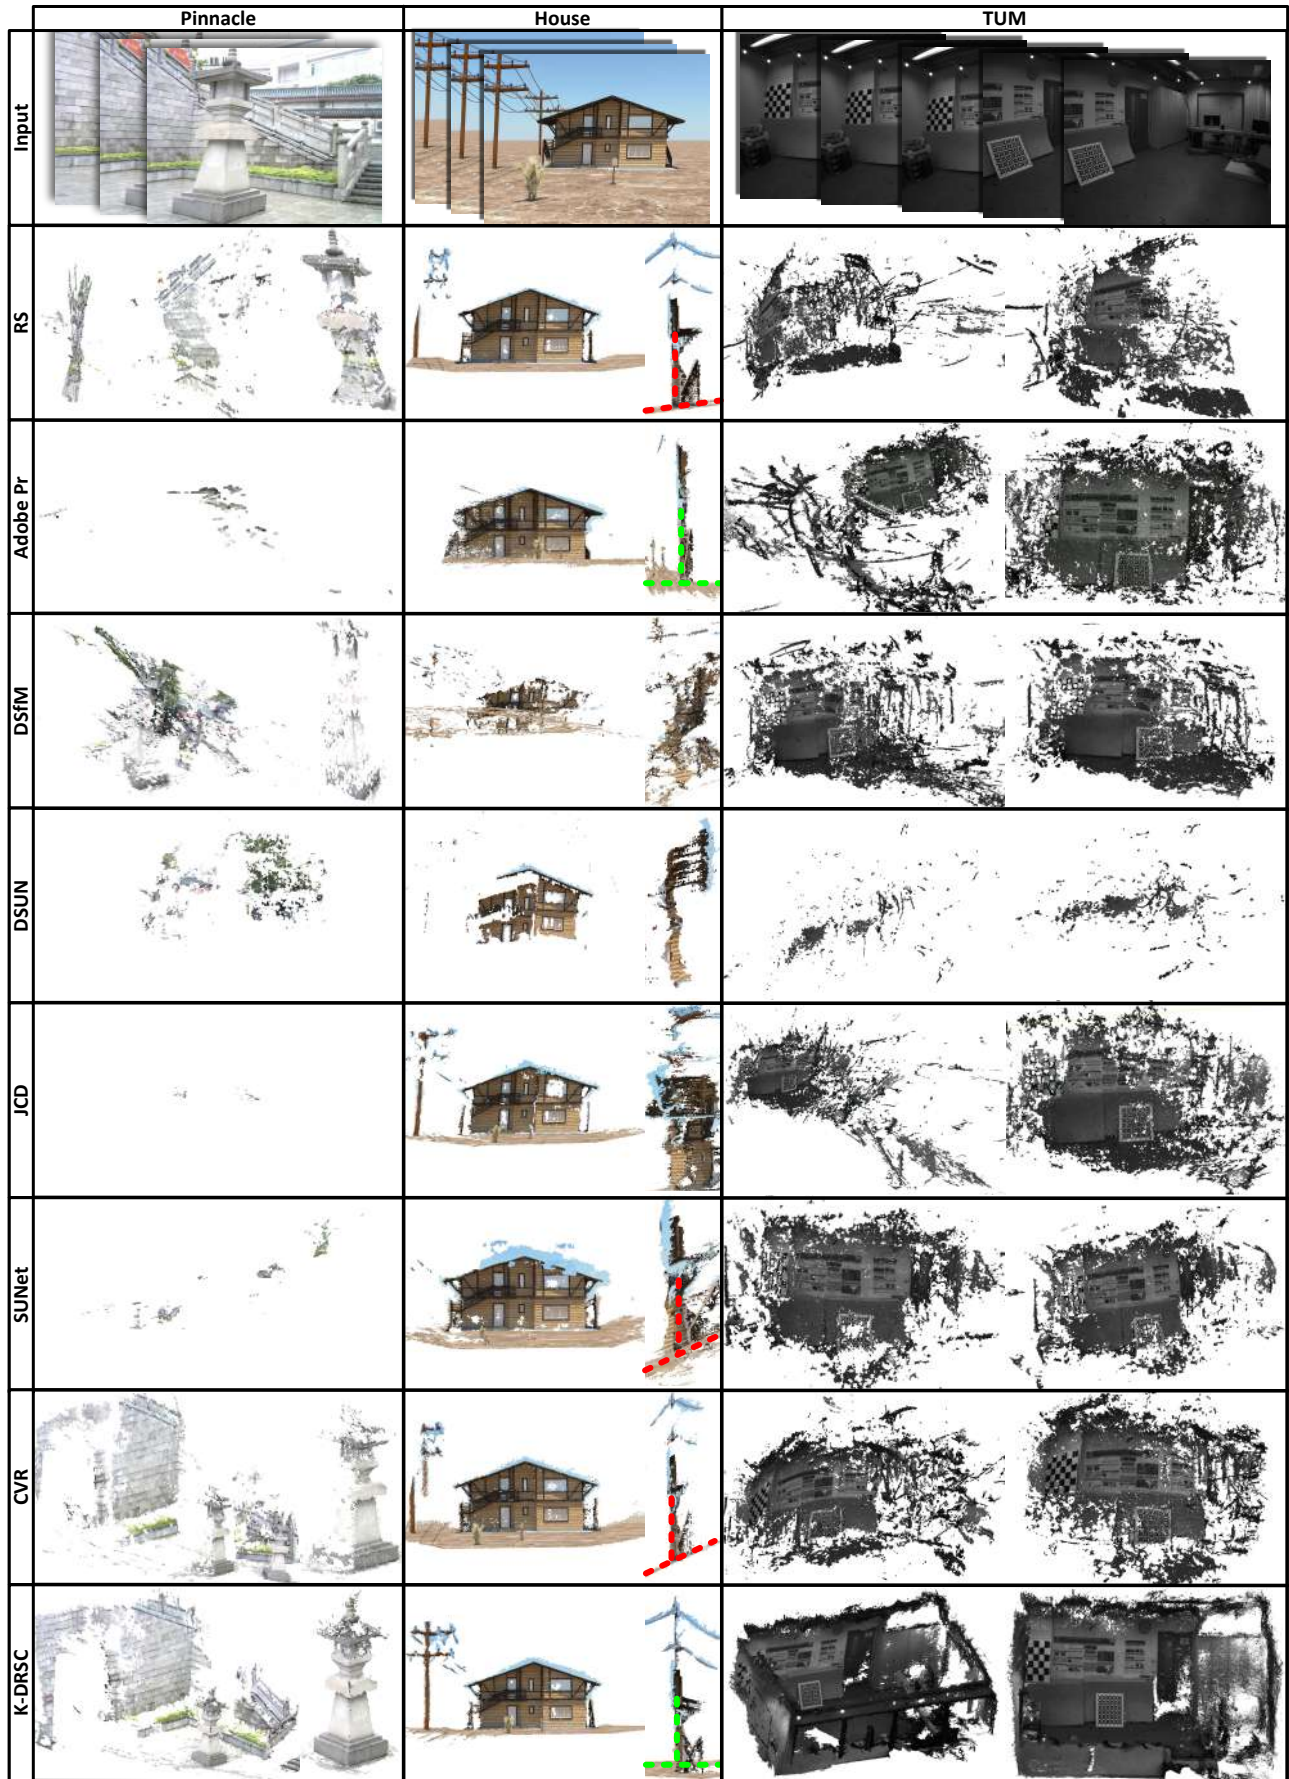 Pinnacle House TUM
Input
RS
Adobe Pr
DSfM
DSUN
JCD
SUNet
CVR
K-DRSC